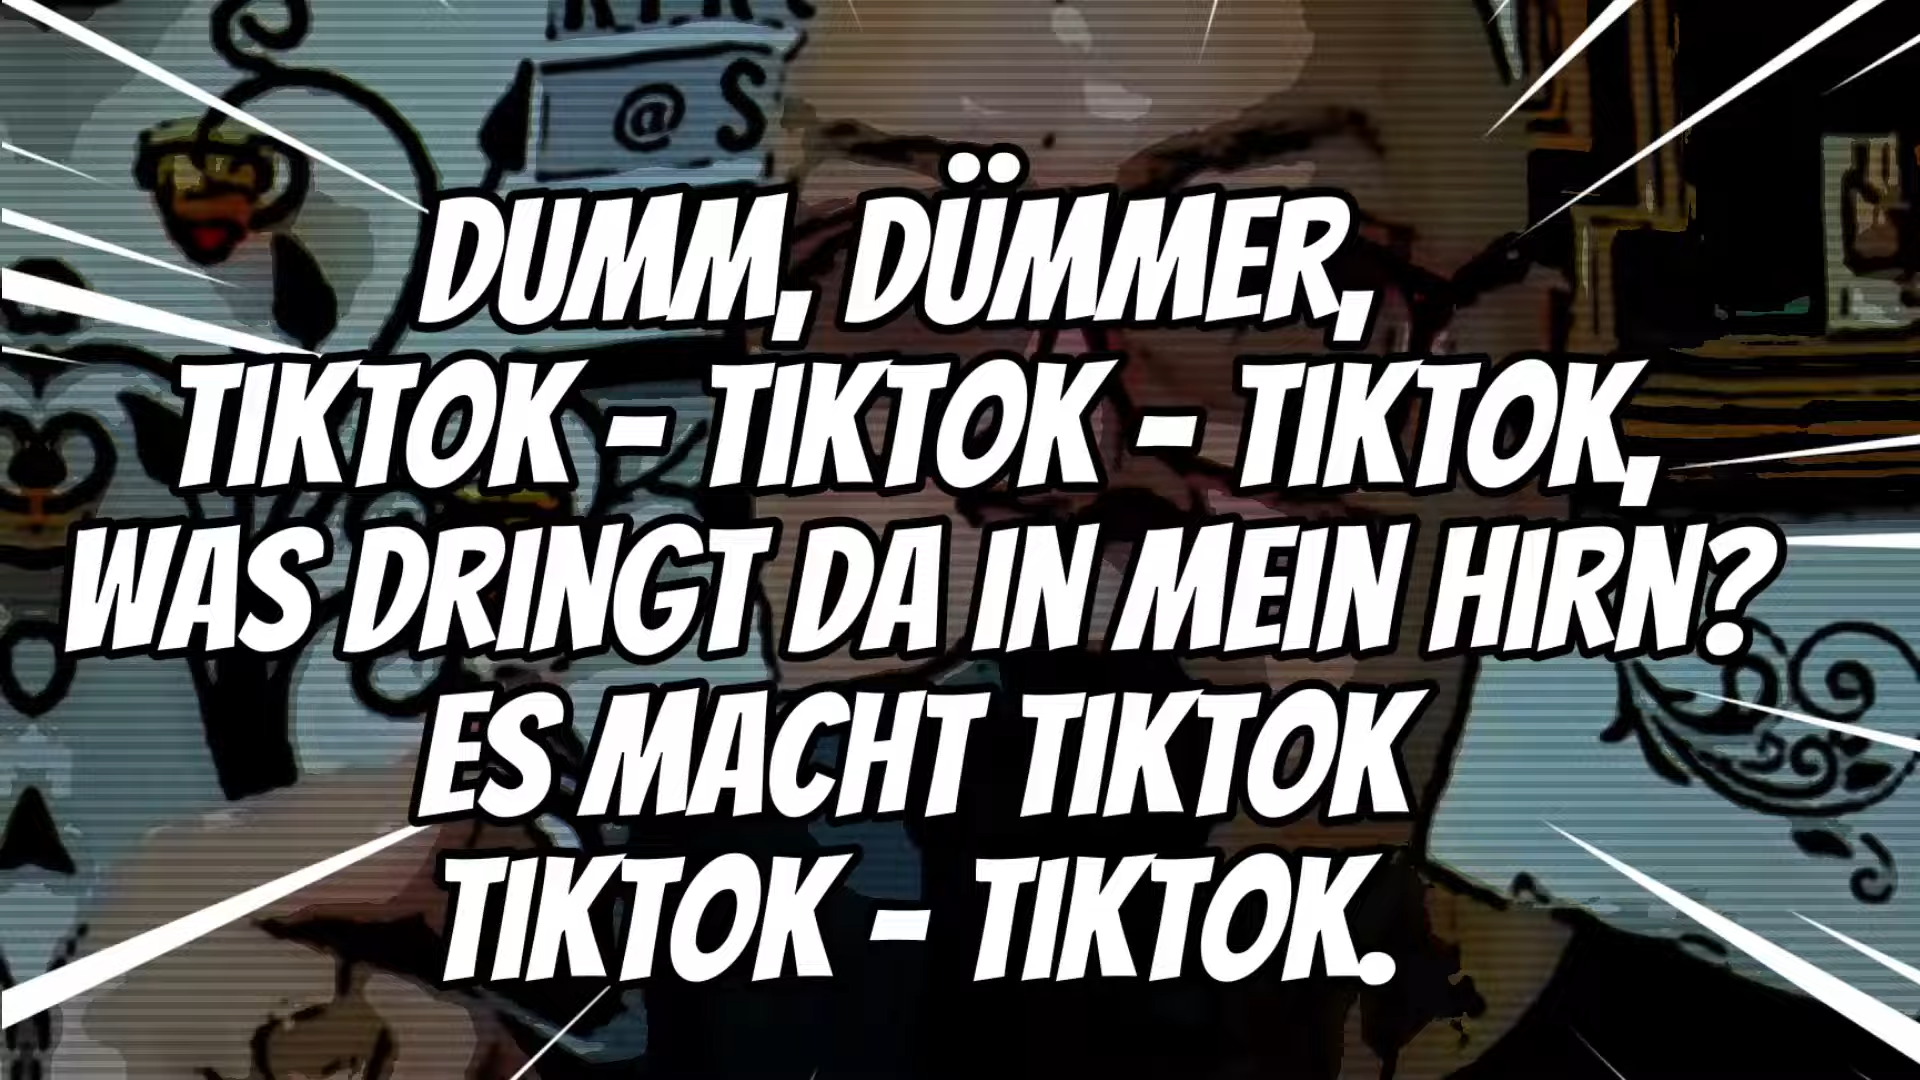 @ S
DUMM, DÜMMER,
TIKTOK - TIKTOK - TIKTOK,
WAS DRINGT DA IN MEIN HIRN?
ES MACHT TIKTOK
TIKTOK - TIKTOK.